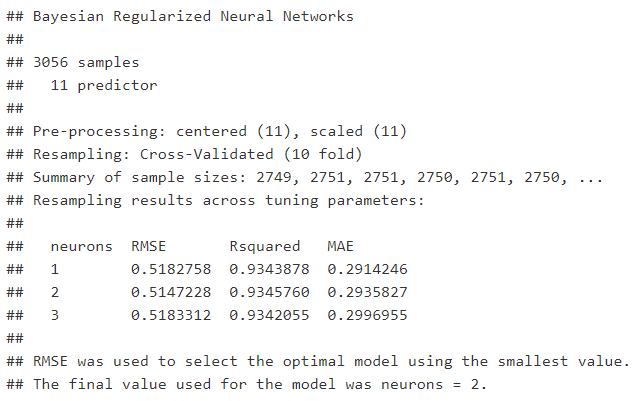 ## Bayesian Regularized Neural Networks
##
## 3056 samples
##   11 predictor
##
## Pre-processing: centered (11), scaled (11)
## Resampling: Cross-Validated (10 fold)
## Summary of sample sizes: 2749, 2751, 2751, 2750, 2751, 2750, ...
## Resampling results across tuning parameters:
##
##   neurons  RMSE       Rsquared   MAE
##   1        0.5182758  0.9343878  0.2914246
##   2        0.5147228  0.9345760  0.2935827
##   3        0.5183312  0.9342055  0.2996955
##
## RMSE was used to select the optimal model using the smallest value.
## The final value used for the model was neurons = 2.